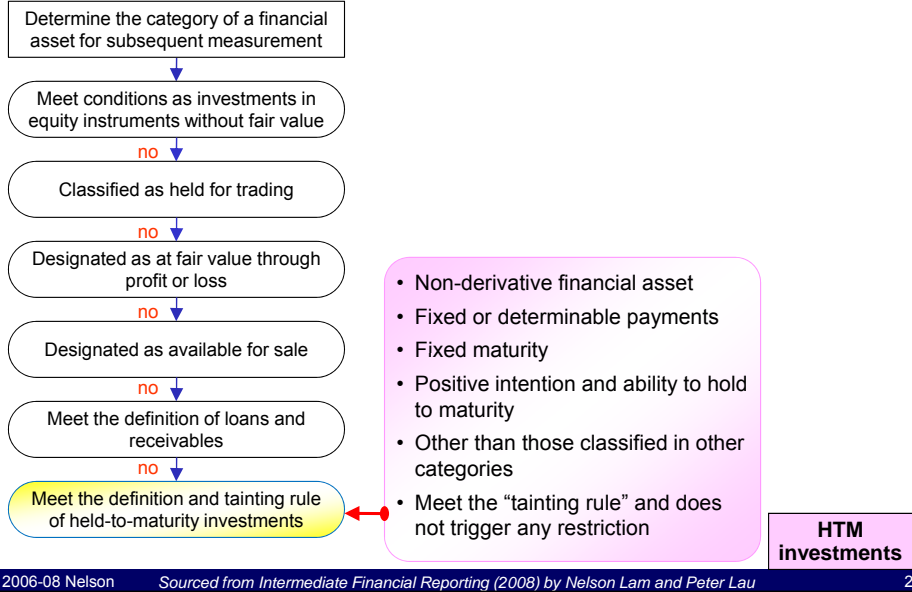 Determine the category of a financial
asset for subsequent measurement
Meet conditions as investments in
equity instruments without fair value
no
Classified as held for trading
no
Designated as at fair value through
profit or loss
no
Designated as available for sale
no
Meet the definition of loans and
receivables
no
Meet the definition and tainting rule
of held-to-maturity investments
• Non-derivative financial asset
• Fixed or determinable payments
• Fixed maturity
• Positive intention and ability to hold
to maturity
• Other than those classified in other
categories
• Meet the “tainting rule” and does
not trigger any restriction
HTM
investments
2006-08 Nelson
Sourced from Intermediate Financial Reporting (2008) by Nelson Lam and Peter Lau
2